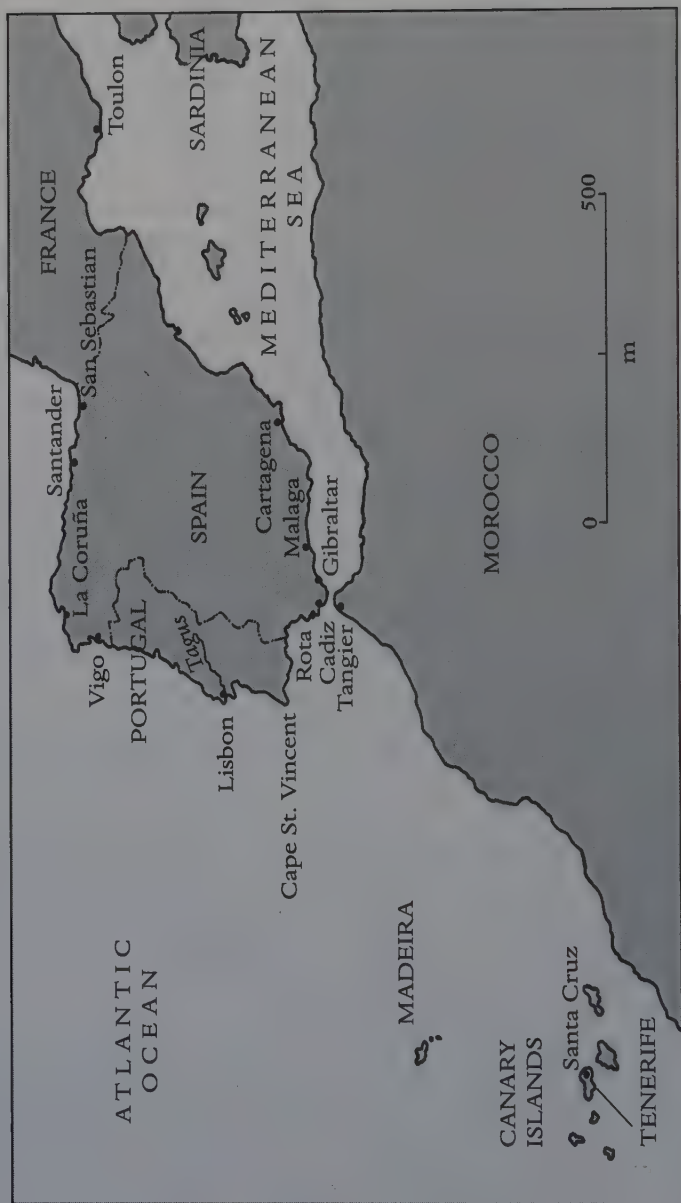 FRANCE
Toulon
San Sebastian
Santander
La Coruña
Vigo
PORTUGAL
Tagus
SPAIN
SARDINIA
MEDITERRANEAN
SEA
Cartagena
Malaga
Gibraltar
Lisbon
Cape St. Vincent
Rota
Cadiz
Tangier
ATLANTIC
OCEAN
MADEIRA
MOROCCO
CANARY
ISLANDS
Santa Cruz
TENERIFE
0
500
m